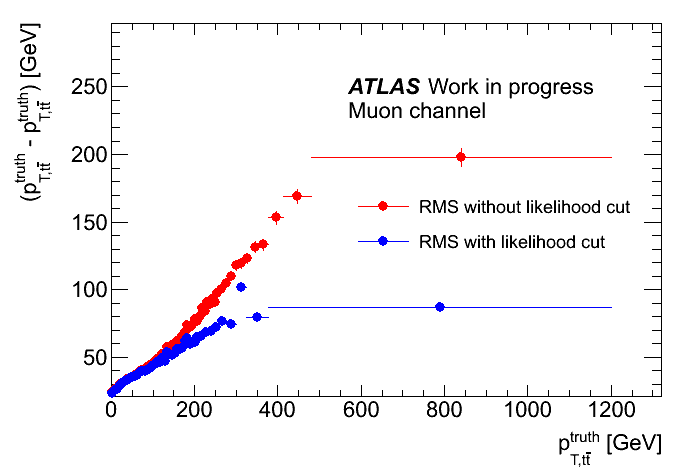 (p^truth_T,tt̄ - p^truth_T,tt̄) [GeV]
250
200
150
100
50
ATLAS Work in progress
Muon channel
RMS without likelihood cut
RMS with likelihood cut
0 200 400 600 800 1000 1200
p^truth_T,tt̄ [GeV]